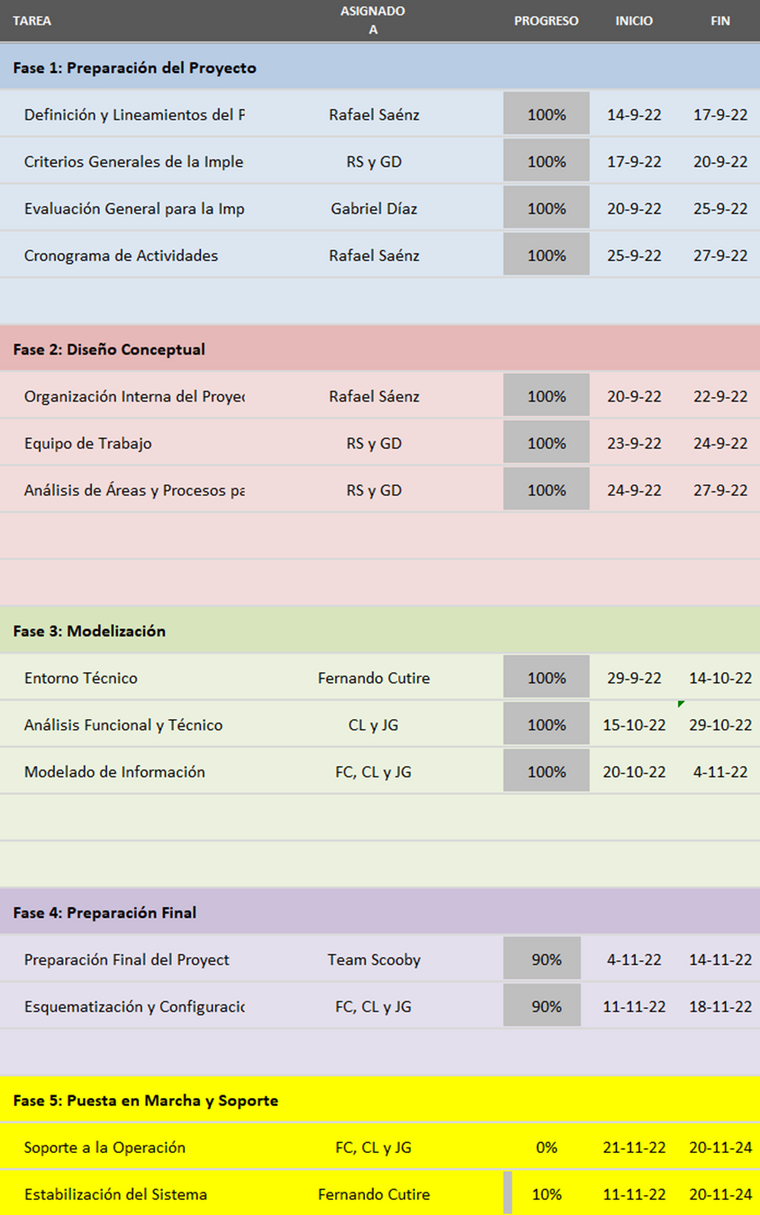 TAREA ASIGNADO A PROGRESO INICIO FIN
Fase 1: Preparación del Proyecto
Definición y Lineamientos del P Rafael Saénz 100% 14-9-22 17-9-22
Criterios Generales de la Imple RS y GD 100% 17-9-22 20-9-22
Evaluación General para la Imp Gabriel Díaz 100% 20-9-22 25-9-22
Cronograma de Actividades Rafael Saénz 100% 25-9-22 27-9-22
Fase 2: Diseño Conceptual
Organización Interna del Proyec Rafael Sáenz 100% 20-9-22 22-9-22
Equipo de Trabajo RS y GD 100% 23-9-22 24-9-22
Análisis de Áreas y Procesos pa RS y GD 100% 24-9-22 27-9-22
Fase 3: Modelización
Entorno Técnico Fernando Cutire 100% 29-9-22 14-10-22
Análisis Funcional y Técnico CL y JG 100% 15-10-22 29-10-22
Modelado de Información FC, CL y JG 100% 20-10-22 4-11-22
Fase 4: Preparación Final
Preparación Final del Proyect Team Scooby 90% 4-11-22 14-11-22
Esquematización y Configuracio FC, CL y JG 90% 11-11-22 18-11-22
Fase 5: Puesta en Marcha y Soporte
Soporte a la Operación FC, CL y JG 0% 21-11-22 20-11-24
Estabilización del Sistema Fernando Cutire 10% 11-11-22 20-11-24